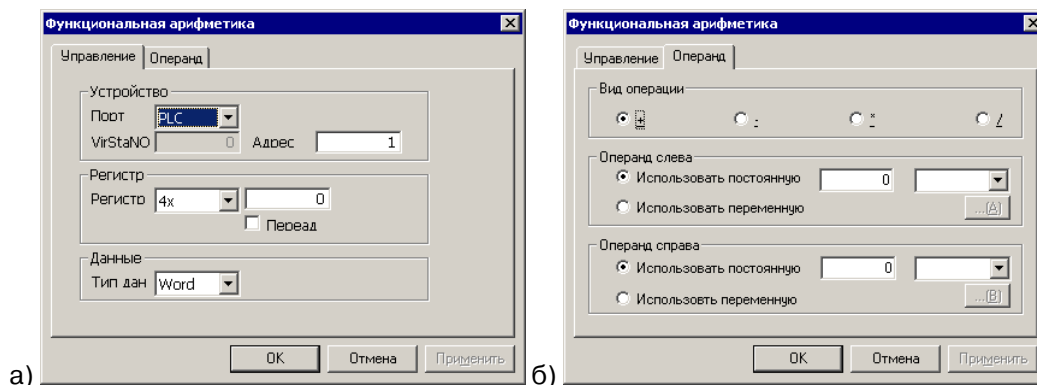 Функциональная арифметика
Управление Операнд
Устройство
Порт PLC
VirStaNO 0 Адрес 1
Регистр
Регистр 4x 0
Переад
Данные
Тип дан Word
OK Отмена Применить
а)
Функциональная арифметика
Управление Операнд
Вид операции
+ - * /
Операнд слева
Использовать постоянную 0
Использовать переменную ...(A)
Операнд справа
Использовать постоянную 0
Использовть переменную ...(B)
OK Отмена Применить
б)